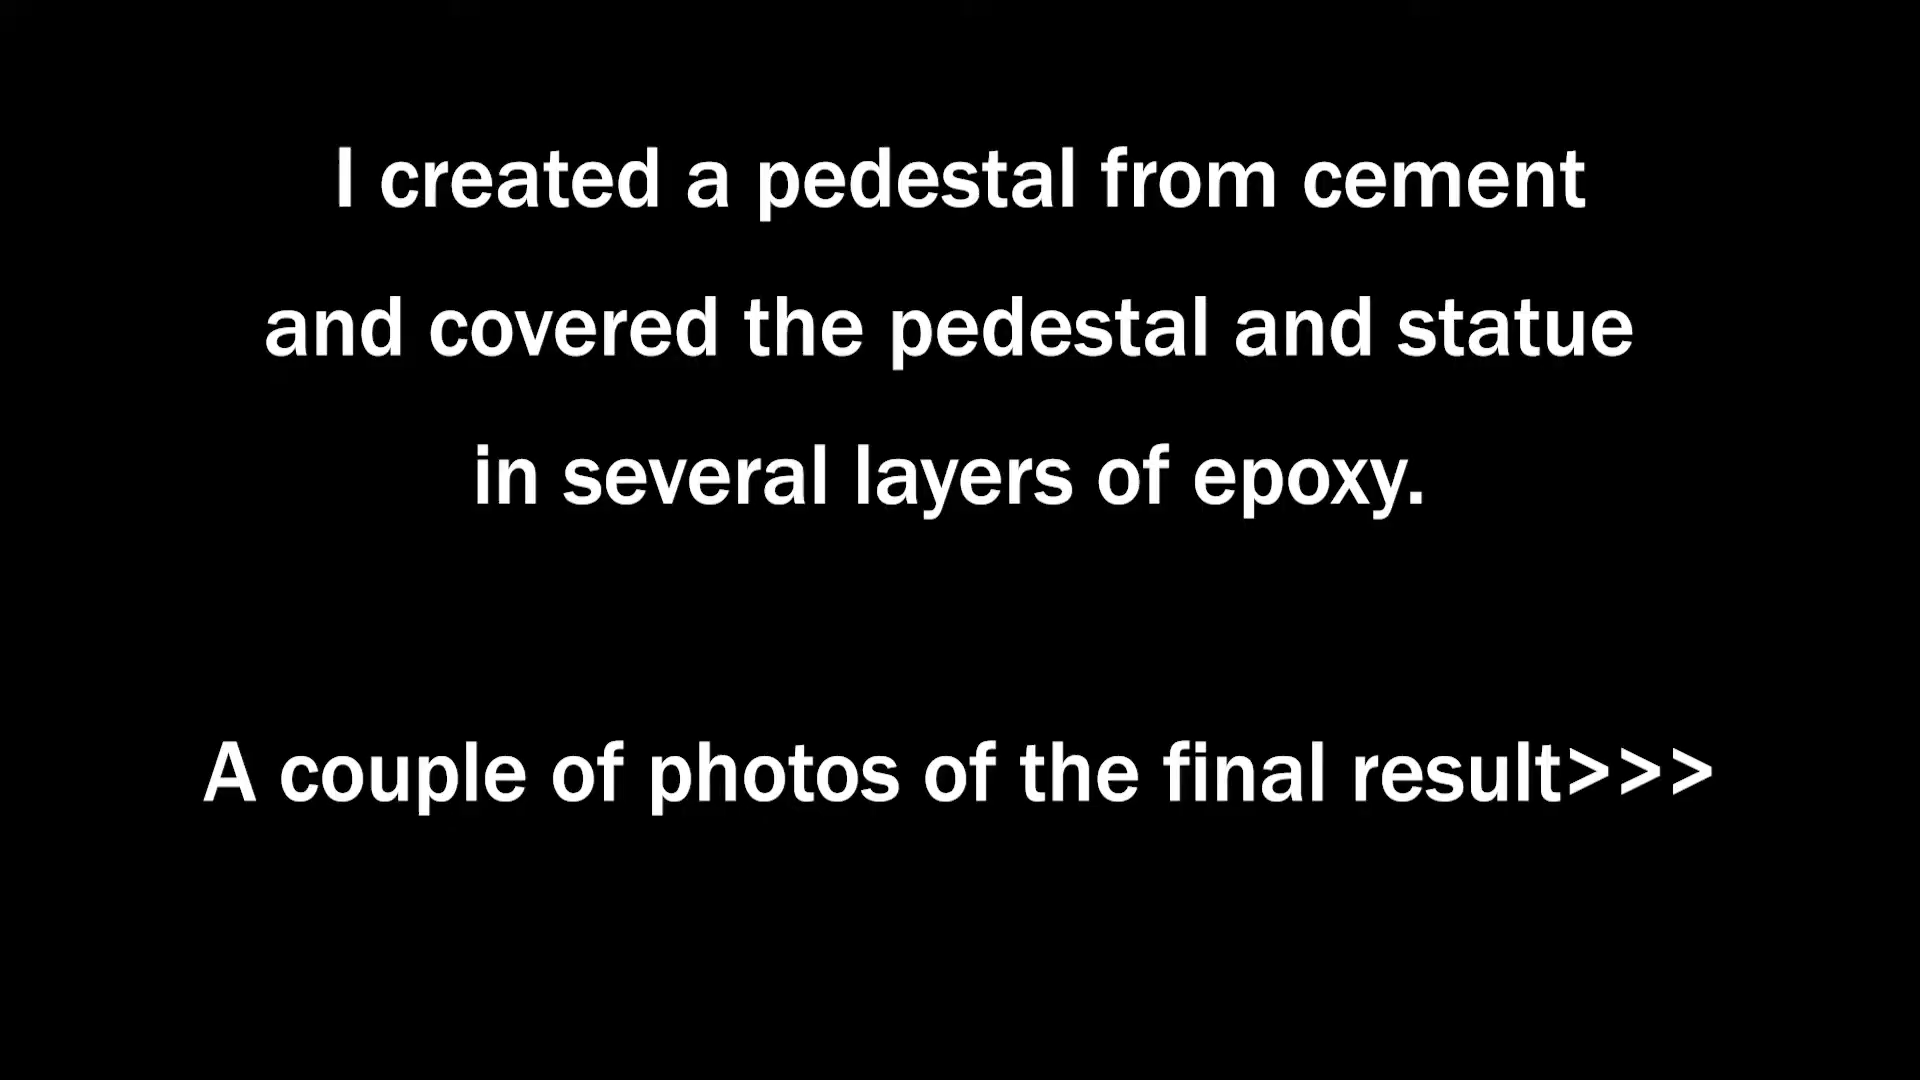 I created a pedestal from cement
and covered the pedestal and statue
in several layers of epoxy.
A couple of photos of the final result>>>